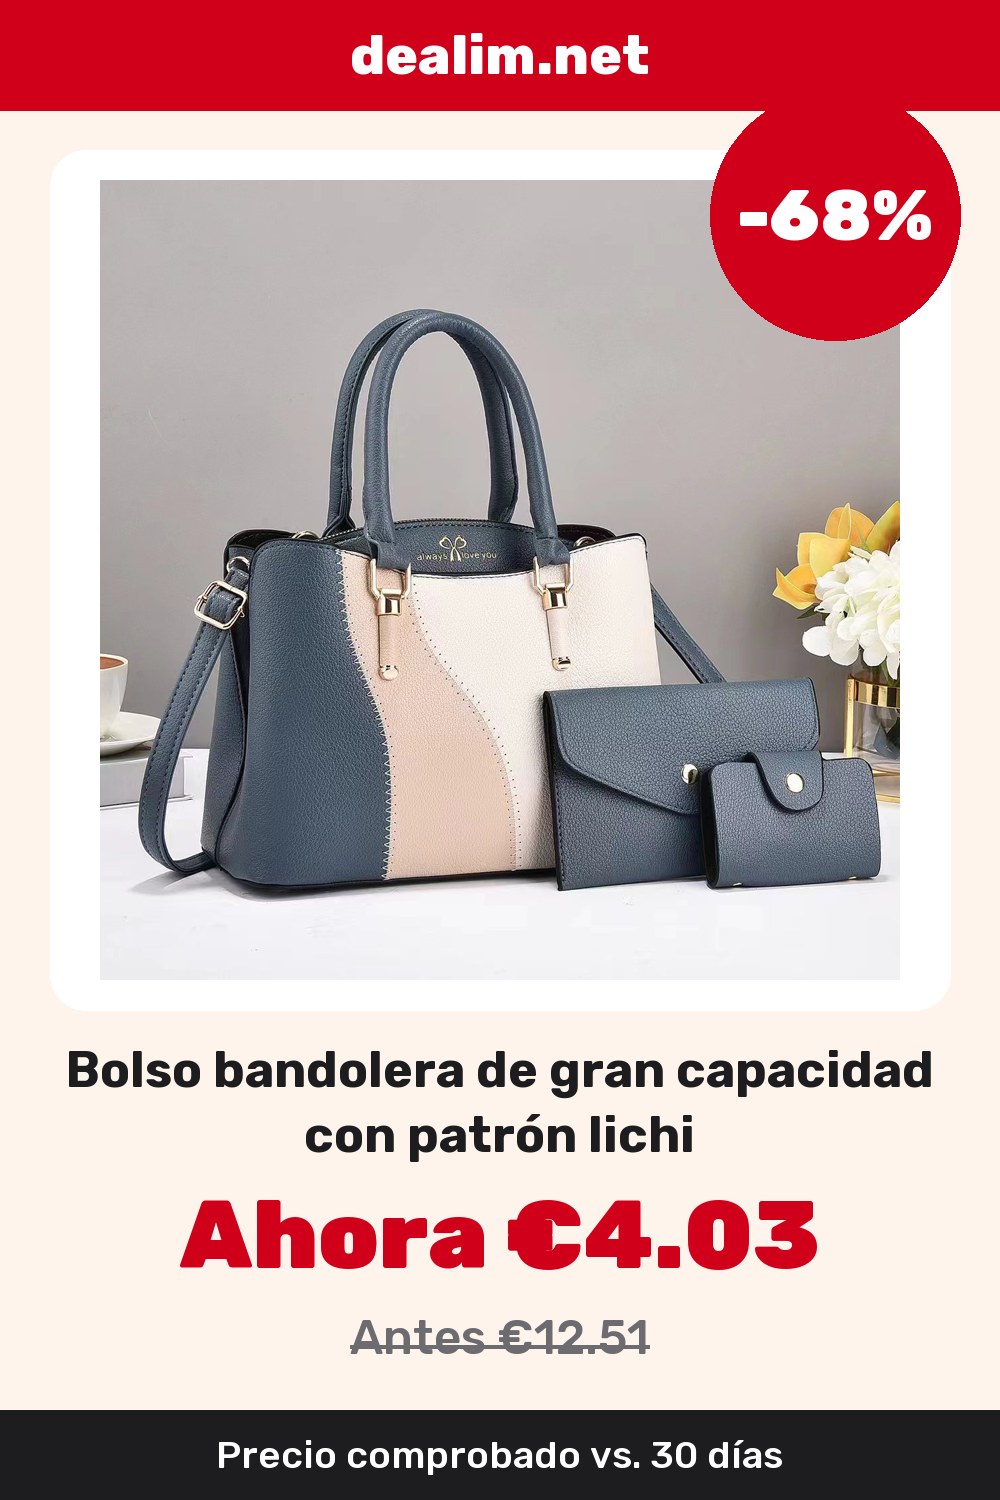 dealim.net
-68%
always love you
Bolso bandolera de gran capacidad
con patrón lichi
Ahora €4.03
Antes €12.51
Precio comprobado vs. 30 días